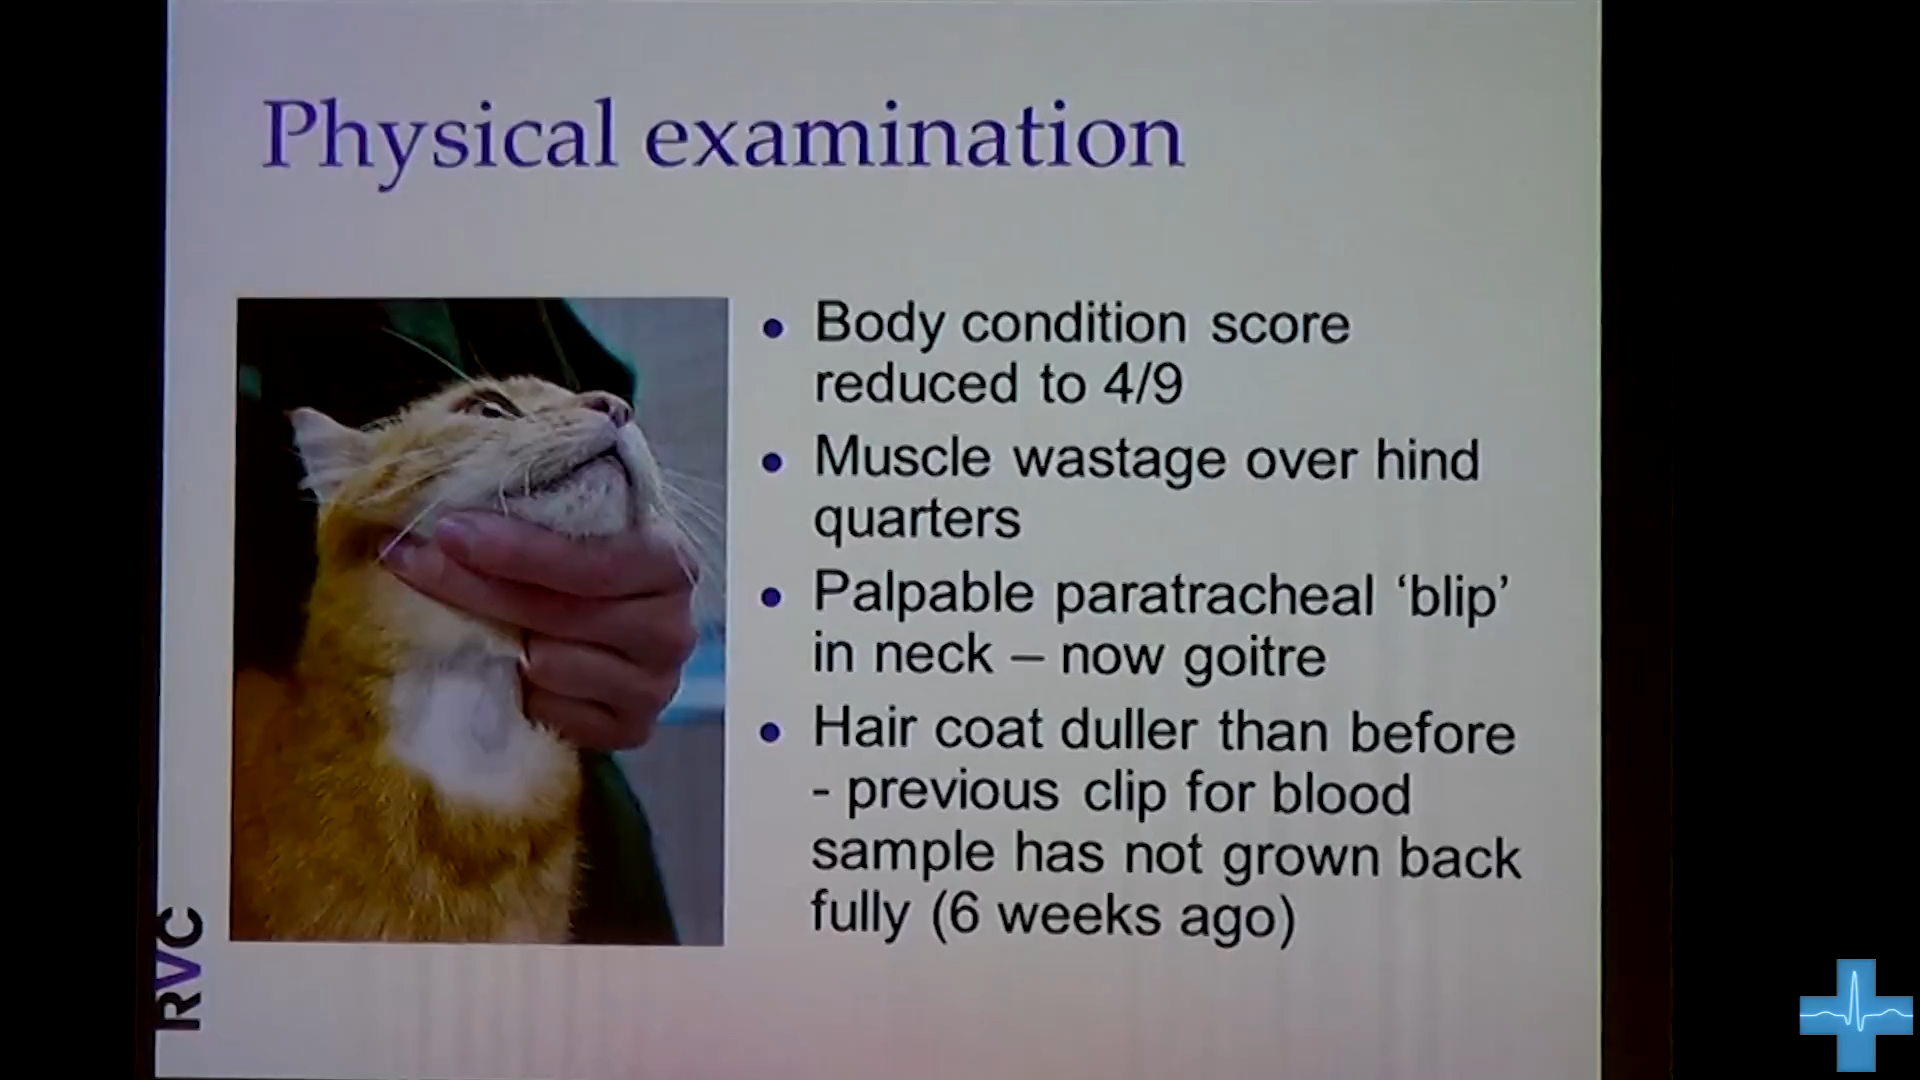 Physical examination
• Body condition score
reduced to 4/9
• Muscle wastage over hind
quarters
• Palpable paratracheal ‘blip’
in neck – now goitre
• Hair coat duller than before
- previous clip for blood
sample has not grown back
fully (6 weeks ago)
RVC